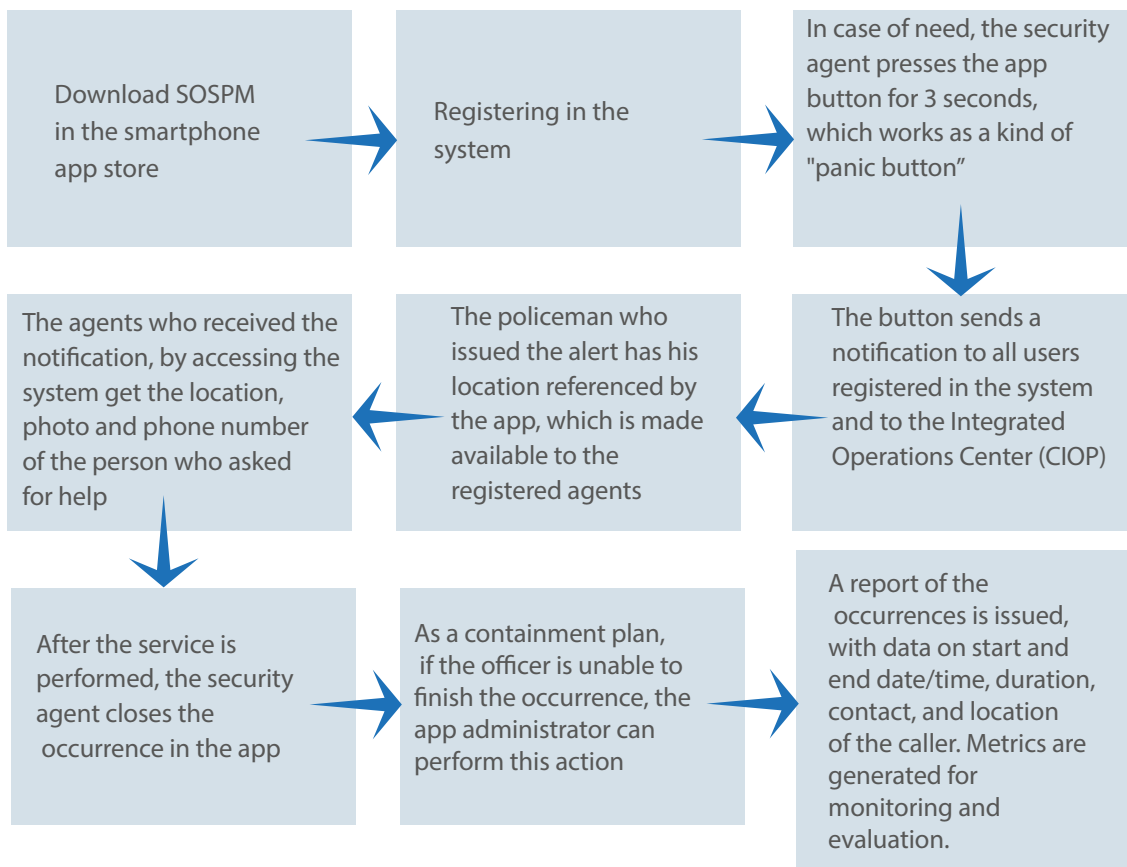 Download SOSPM
in the smartphone
app store
Registering in the
system
In case of need, the security
agent presses the app
button for 3 seconds,
which works as a kind of
"panic button”
The button sends a
notification to all users
registered in the system
and to the Integrated
Operations Center (CIOP)
The policeman who
issued the alert has his
location referenced by
the app, which is made
available to the
registered agents
The agents who received the
notification, by accessing the
system get the location,
photo and phone number
of the person who asked
for help
After the service is
performed, the security
agent closes the
occurrence in the app
As a containment plan,
if the officer is unable to
finish the occurrence, the
app administrator can
perform this action
A report of the
occurrences is issued,
with data on start and
end date/time, duration,
contact, and location
of the caller. Metrics are
generated for
monitoring and
evaluation.